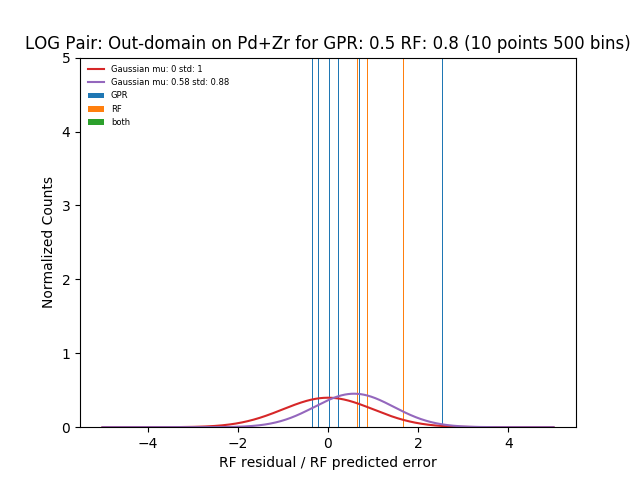 LOG Pair: Out-domain on Pd+Zr for GPR: 0.5 RF: 0.8 (10 points 500 bins)
Gaussian mu: 0 std: 1
Gaussian mu: 0.58 std: 0.88
GPR
RF
both
Normalized Counts
5
4
3
2
1
0
−4 −2 0 2 4
RF residual / RF predicted error